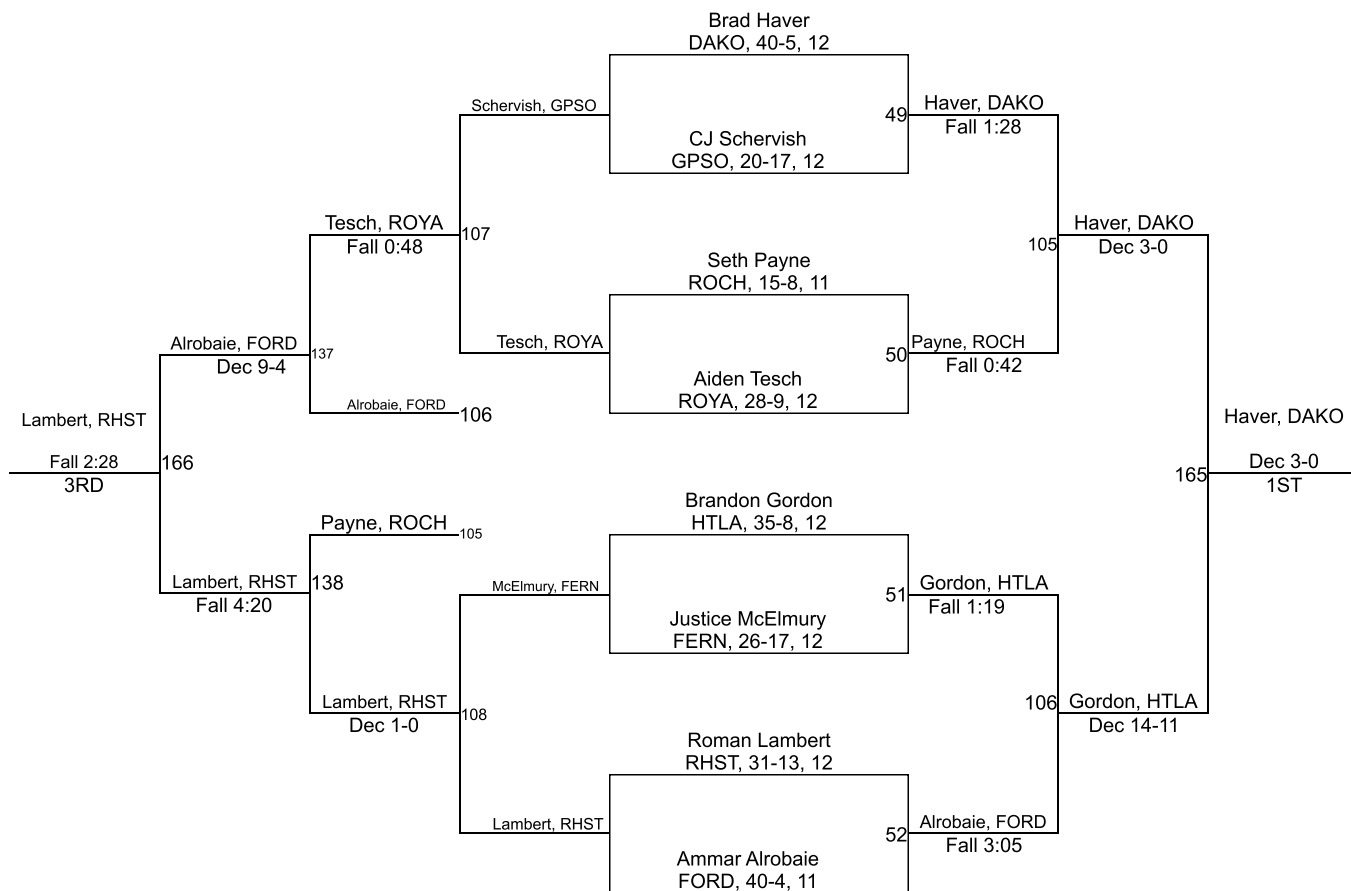 Brad Haver
DAKO, 40-5, 12
Schervish, GPSO
49
Haver, DAKO
Fall 1:28
CJ Schervish
GPSO, 20-17, 12
Tesch, ROYA
Fall 0:48
107
105
Haver, DAKO
Dec 3-0
Seth Payne
ROCH, 15-8, 11
Alrobaie, FORD
Dec 9-4
137
Tesch, ROYA
50
Payne, ROCH
Fall 0:42
Aiden Tesch
ROYA, 28-9, 12
Alrobaie, FORD
106
Lambert, RHST
Fall 2:28
3RD
166
165
Haver, DAKO
Dec 3-0
1ST
Brandon Gordon
HTLA, 35-8, 12
Payne, ROCH
105
Lambert, RHST
Fall 4:20
138
McElmury, FERN
51
Gordon, HTLA
Fall 1:19
Justice McElmury
FERN, 26-17, 12
Lambert, RHST
Dec 1-0
108
106
Gordon, HTLA
Dec 14-11
Roman Lambert
RHST, 31-13, 12
Lambert, RHST
52
Alrobaie, FORD
Fall 3:05
Ammar Alrobaie
FORD, 40-4, 11